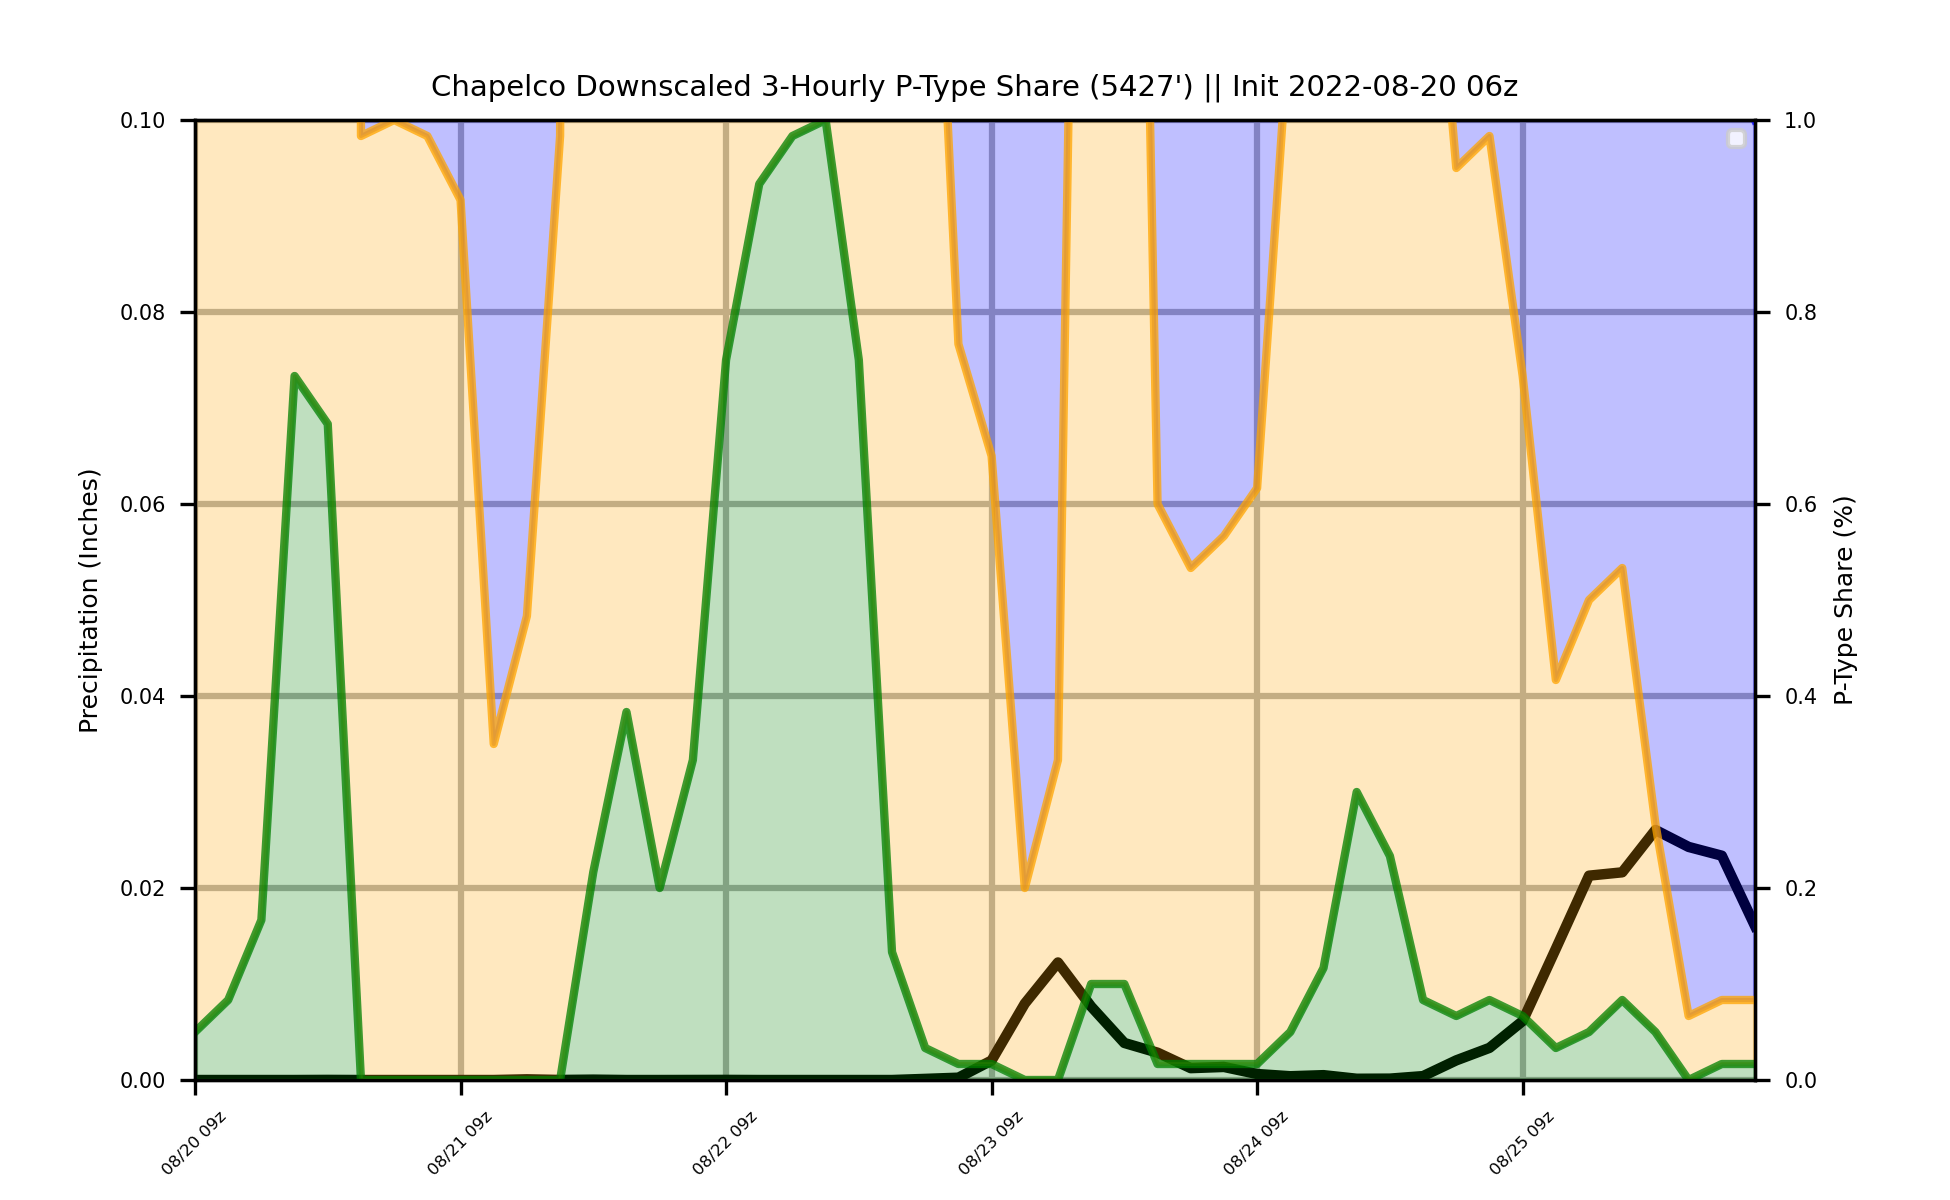 Chapelco Downscaled 3-Hourly P-Type Share (5427') || Init 2022-08-20 06z
0.10
0.08
0.06
0.04
0.02
0.00
Precipitation (Inches)
1.0
0.8
0.6
0.4
0.2
0.0
P-Type Share (%)
08/20 09z
08/21 09z
08/22 09z
08/23 09z
08/24 09z
08/25 09z